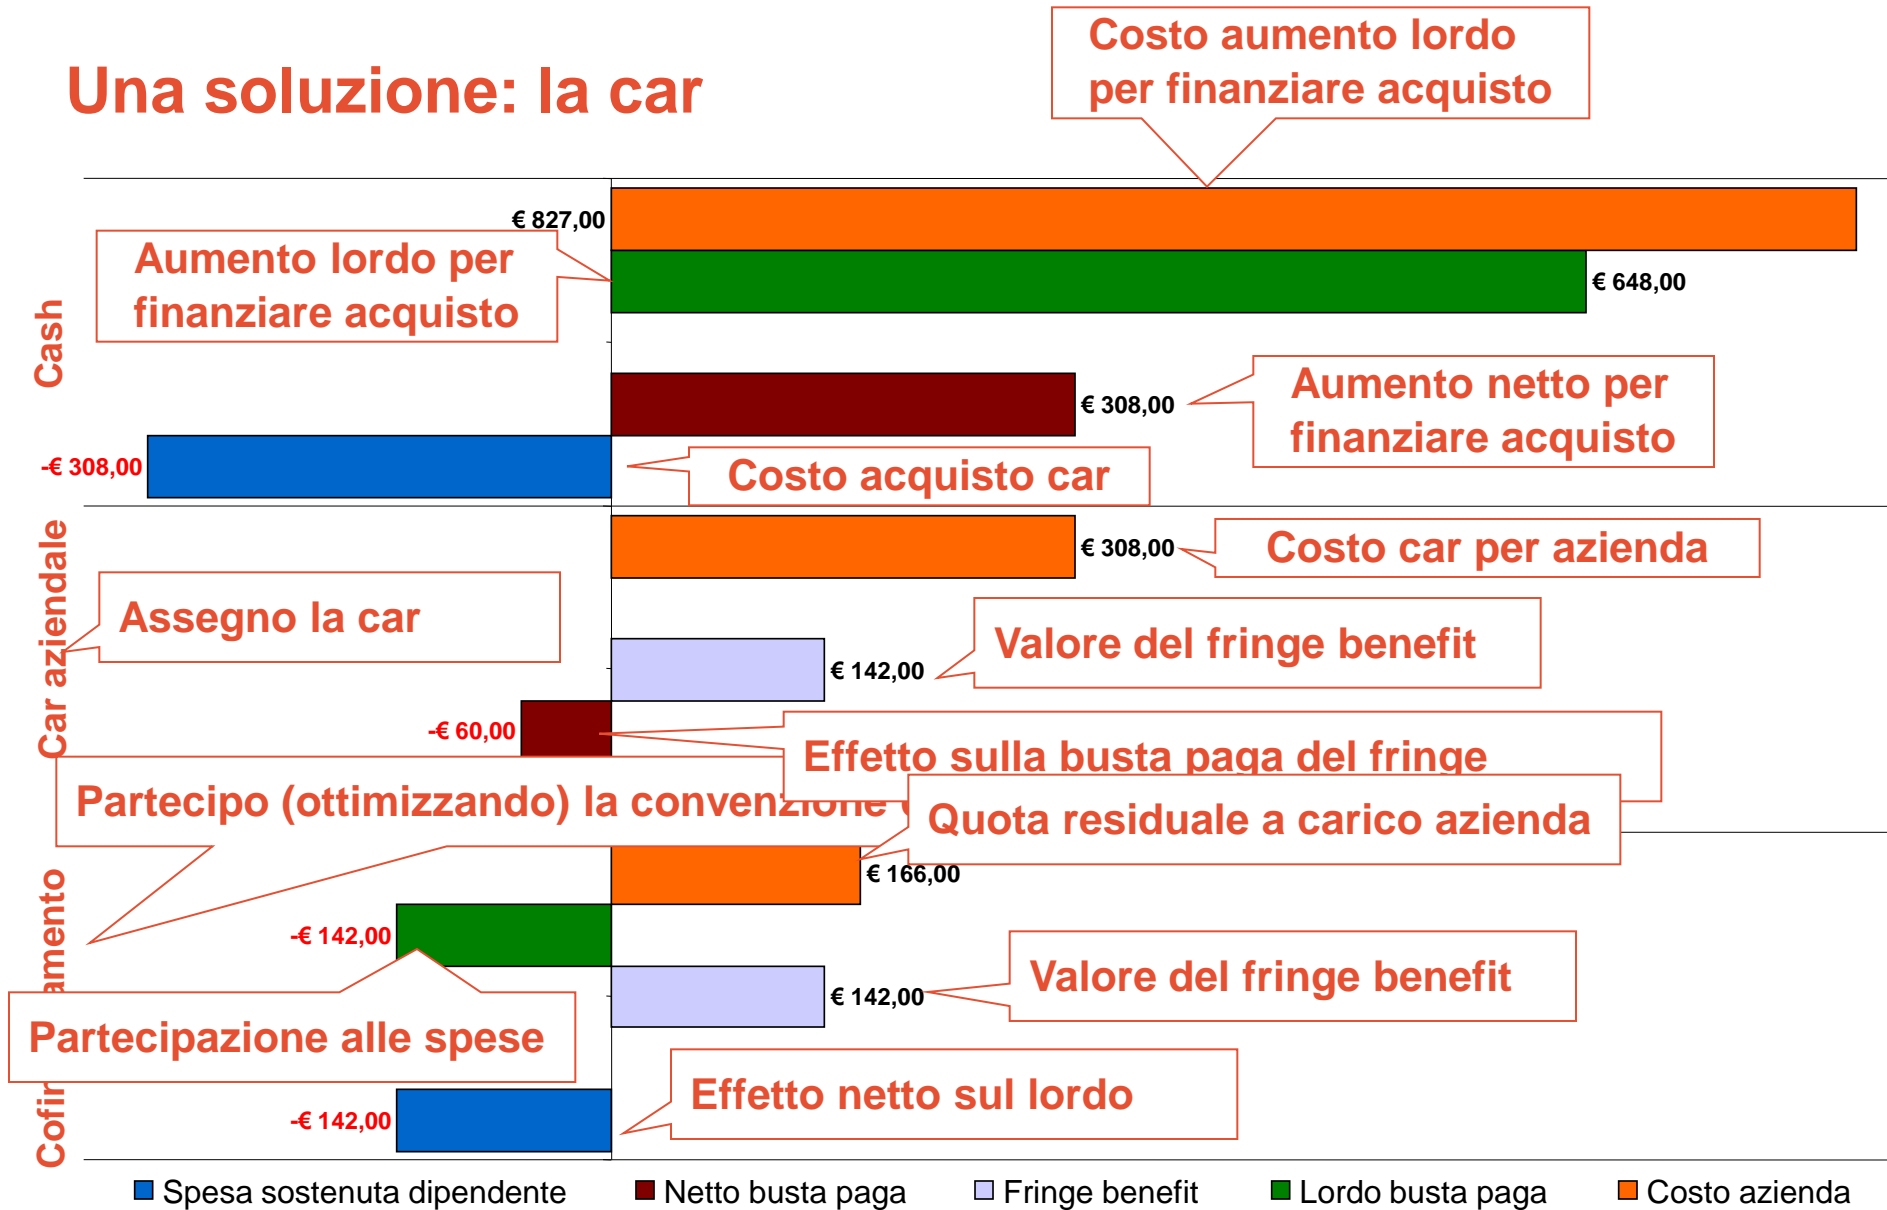 Una soluzione: la car
Costo aumento lordo
per finanziare acquisto
€ 827,00
Aumento lordo per
finanziare acquisto
€ 648,00
Cash
€ 308,00
Aumento netto per
finanziare acquisto
-€ 308,00
Costo acquisto car
€ 308,00
Costo car per azienda
Car aziendale
Assegno la car
€ 142,00
Valore del fringe benefit
-€ 60,00
Effetto sulla busta paga del fringe
Partecipo (ottimizzando) la convenzione
Quota residuale a carico azienda
€ 166,00
-€ 142,00
€ 142,00
Valore del fringe benefit
Partecipazione alle spese
-€ 142,00
Effetto netto sul lordo
Spesa sostenuta dipendente
Netto busta paga
Fringe benefit
Lordo busta paga
Costo azienda